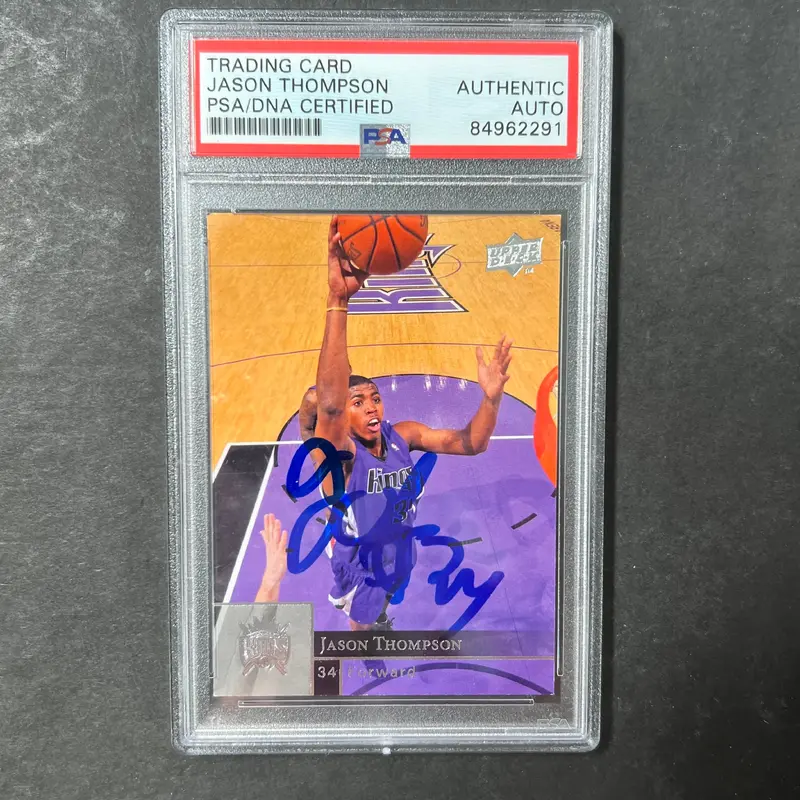 TRADING CARD
JASON THOMPSON
PSA/DNA CERTIFIED
AUTHENTIC
AUTO
84962291
PSA
UPPER
DECK
Kings
JASON THOMPSON
34 Forward